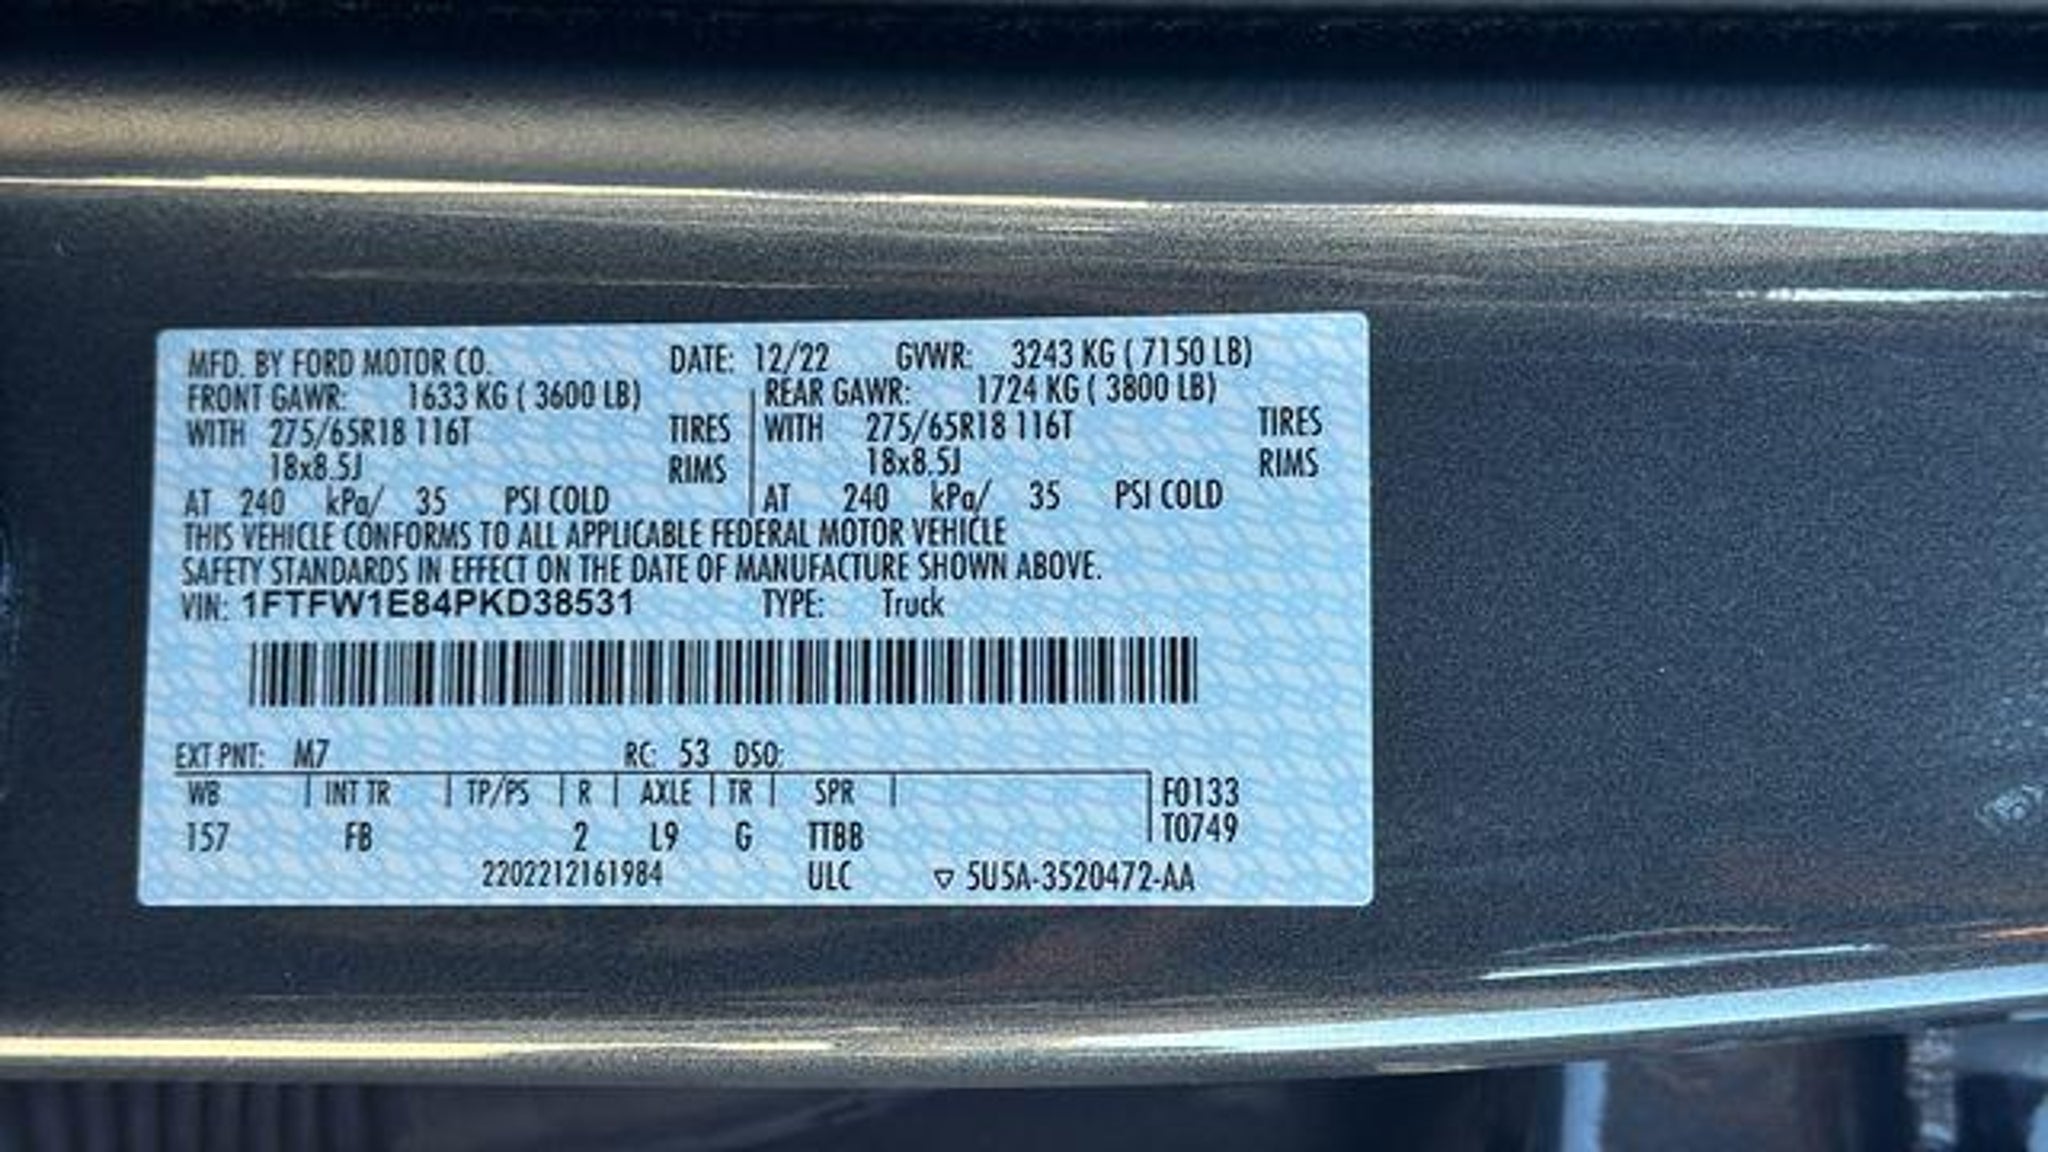 MFD. BY FORD MOTOR CO. DATE: 12/22 GVWR: 3243 KG ( 7150 LB)
FRONT GAWR: 1633 KG ( 3600 LB) REAR GAWR: 1724 KG ( 3800 LB)
WITH 275/65R18 116T TIRES WITH 275/65R18 116T TIRES
18x8.5J RIMS 18x8.5J RIMS
AT 240 kPa/ 35 PSI COLD AT 240 kPa/ 35 PSI COLD
THIS VEHICLE CONFORMS TO ALL APPLICABLE FEDERAL MOTOR VEHICLE
SAFETY STANDARDS IN EFFECT ON THE DATE OF MANUFACTURE SHOWN ABOVE.
VIN: 1FTFW1E84PKD38531 TYPE: Truck
EXT PNT: M7 RC: 53 DSO:
WB INT TR TP/PS R AXLE TR SPR F0133
157 FB 2 L9 G TTBB T0749
2202212161984 ULC ▽ 5U5A-3520472-AA